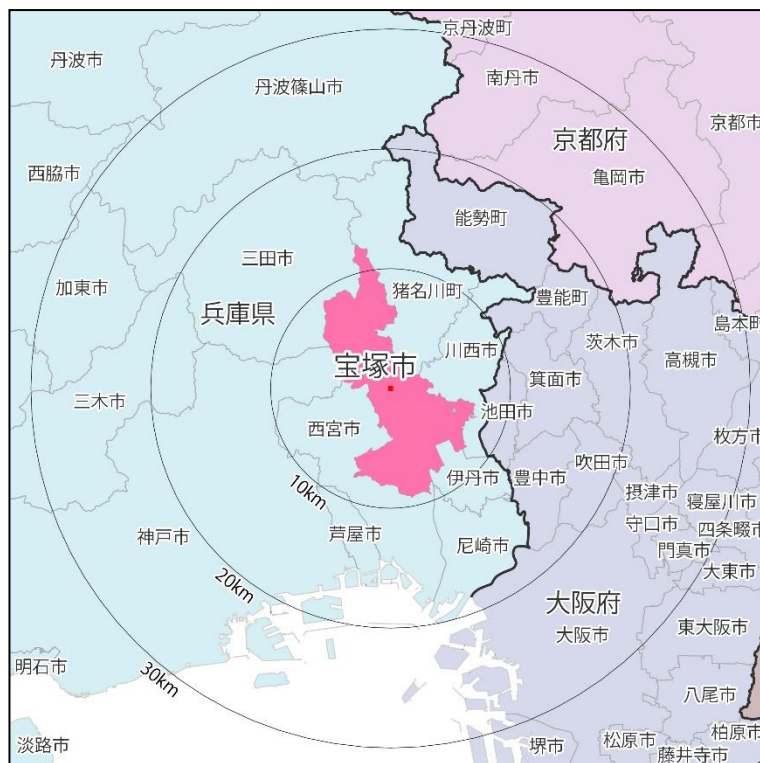 京丹波町
丹波市
南丹市
丹波篠山市
京都市
京都府
西脇市
亀岡市
能勢町
三田市
加東市
猪名川町
豊能町
兵庫県
島本町
茨木市
川西市
高槻市
宝塚市
箕面市
三木市
池田市
西宮市
枚方市
吹田市
伊丹市
豊中市
10km
摂津市
寝屋川市
守口市
四条畷市
神戸市
芦屋市
尼崎市
門真市
大東市
20km
大阪府
大阪市
東大阪市
明石市
30km
八尾市
淡路市
堺市
松原市
柏原市
藤井寺市